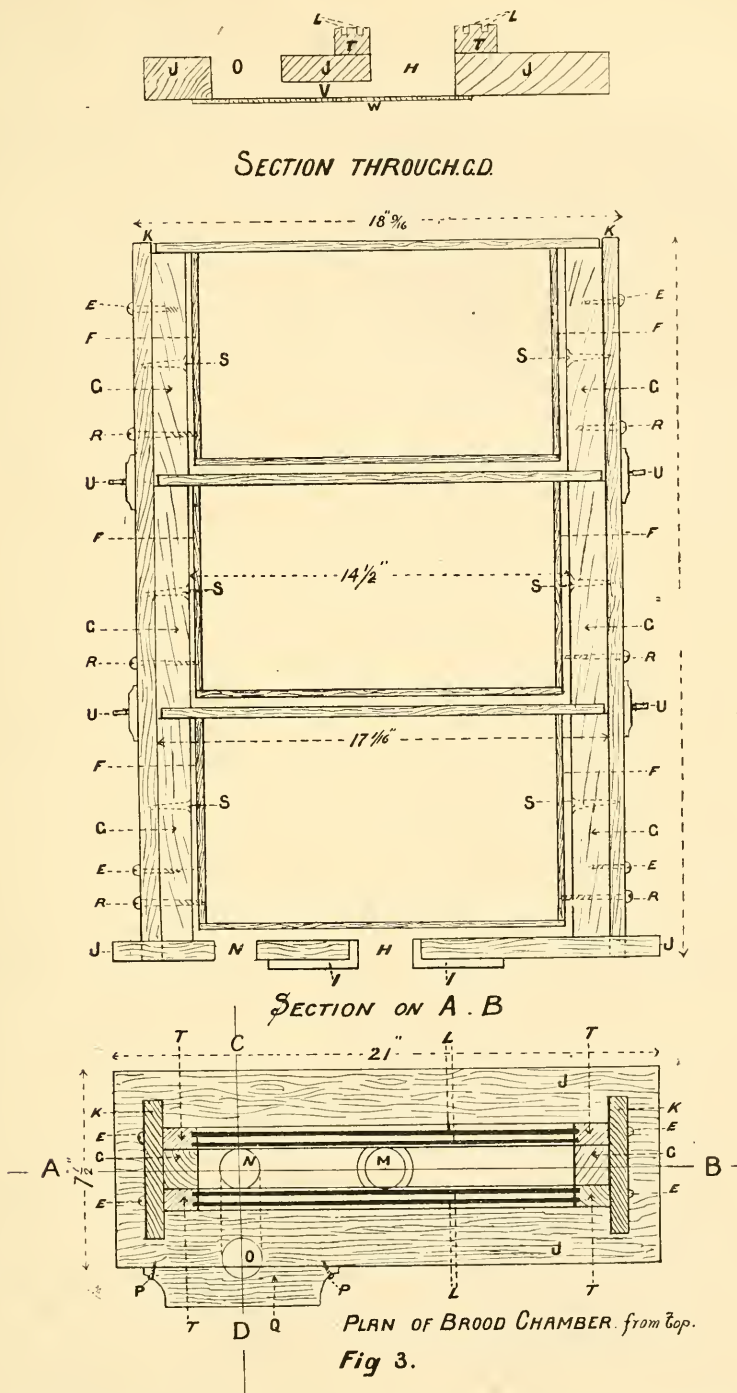 L L
T T
J O J H J
V
W
SECTION THROUGH.C.D.
18" 9/16
K K
E E
F F
S S
G G
R R
U U
F F
14 1/2"
S S
G G
R R
U U
17 1/16"
F F
S S
G G
E E
R R
J N H J
I I
SECTION ON A.B
C
T L T
21"
J
K K
E E
G N M G
A B
7 1/2"
E E
O J
P P
T D Q L T
PLAN OF BROOD CHAMBER from top.
Fig 3.